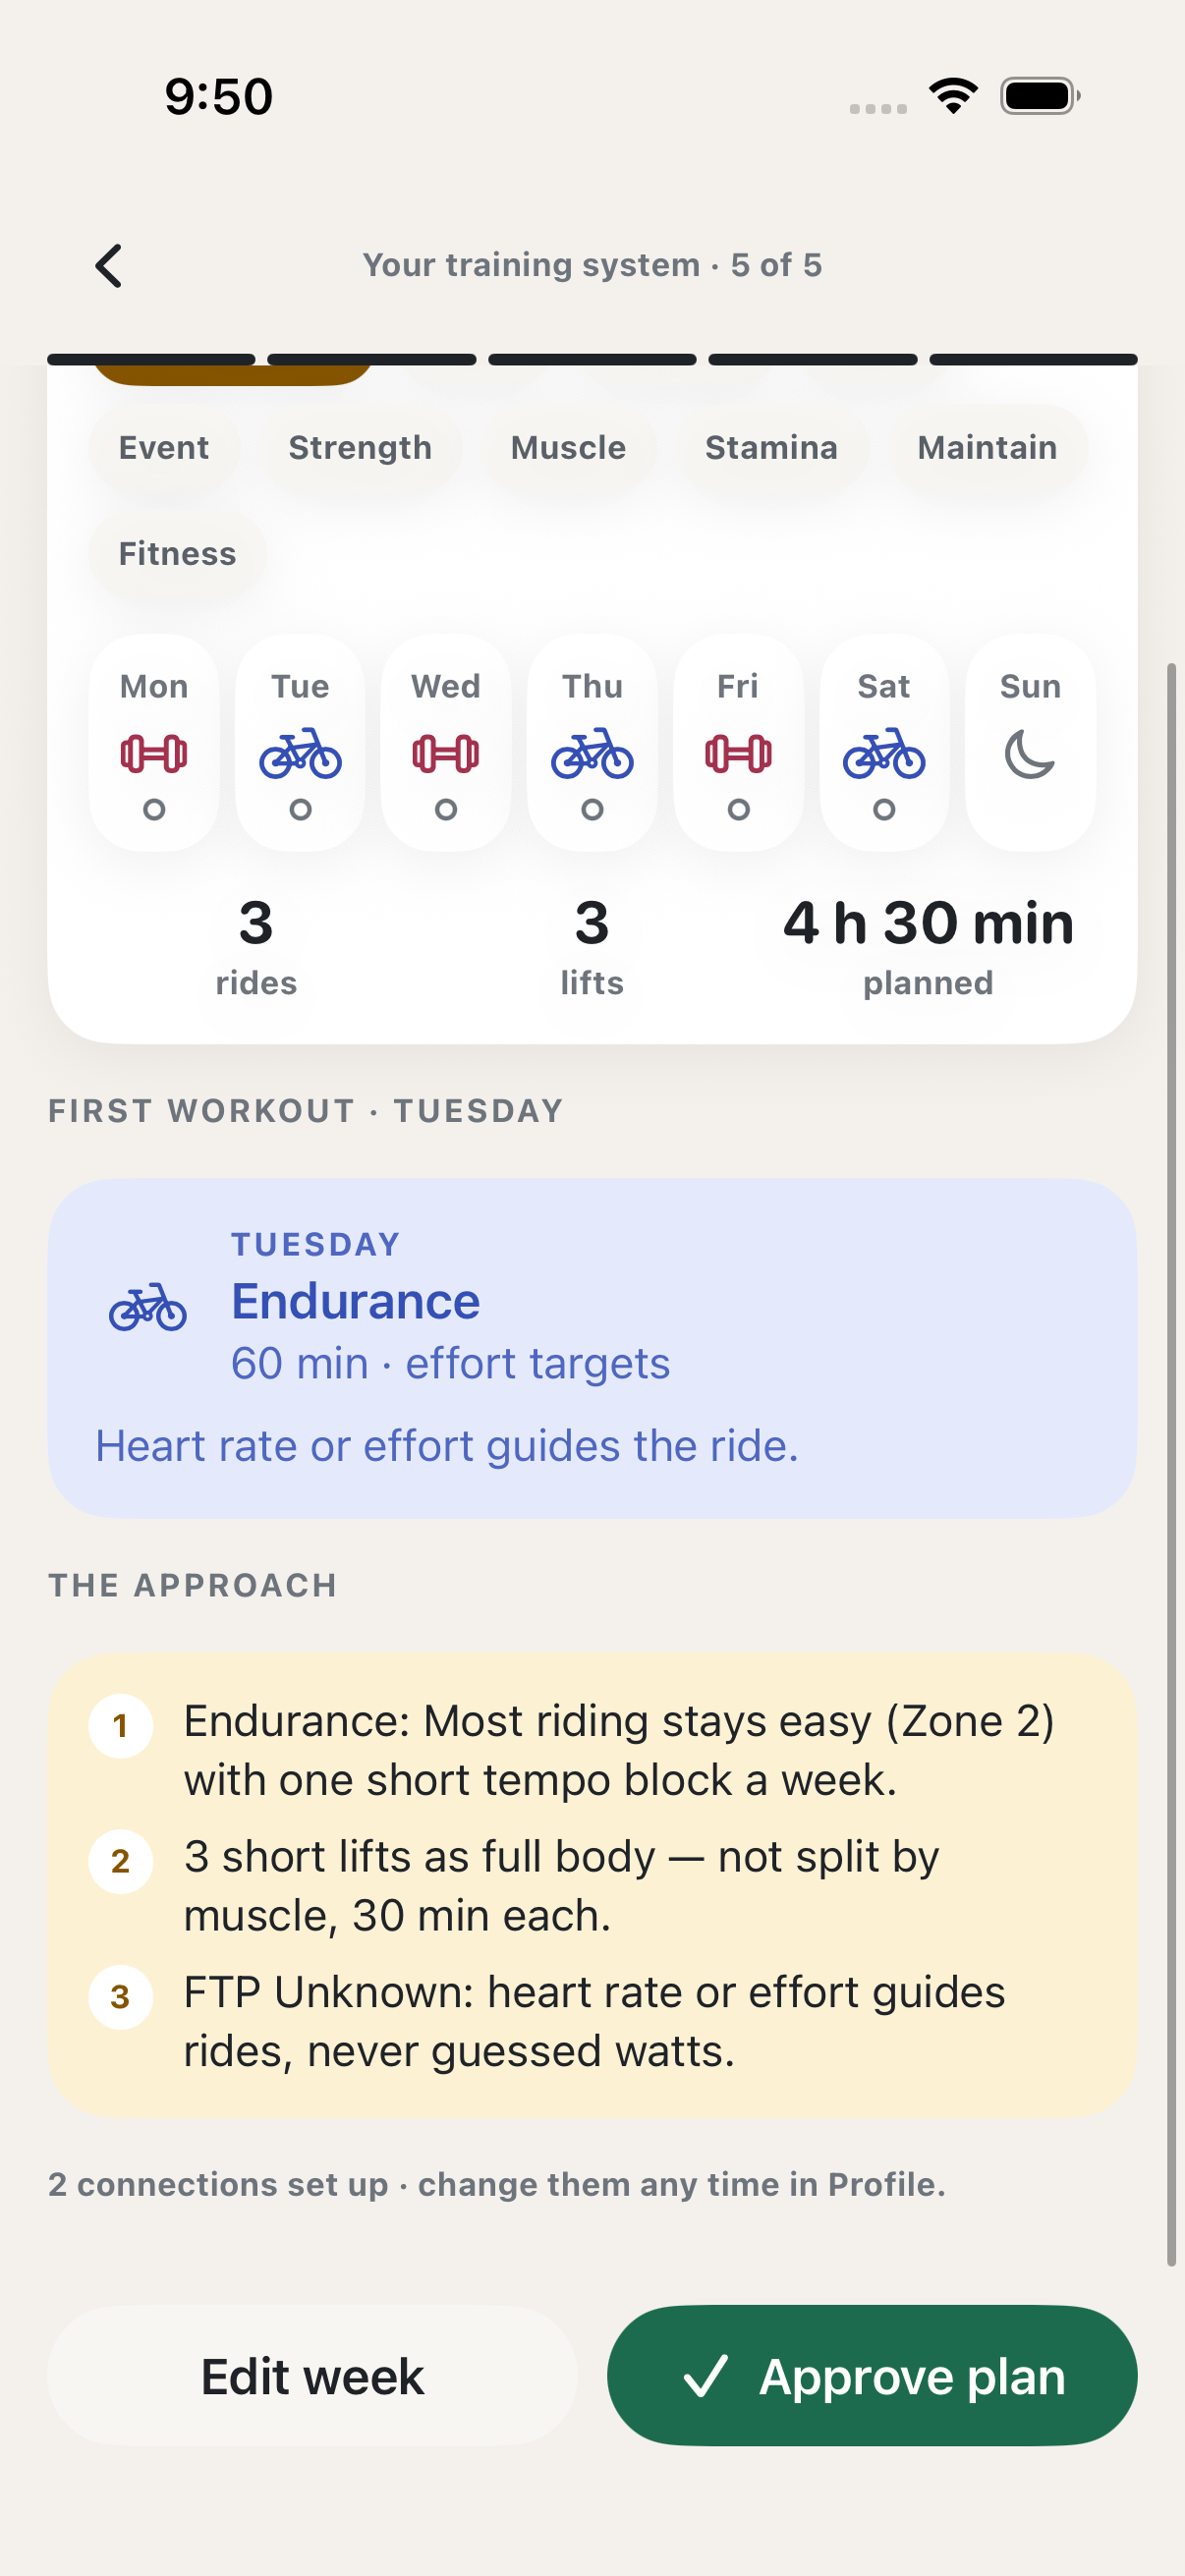 9:50
Your training system · 5 of 5
Event Strength Muscle Stamina Maintain
Fitness
Mon Tue Wed Thu Fri Sat Sun
3 3 4 h 30 min
rides lifts planned
FIRST WORKOUT · TUESDAY
TUESDAY
Endurance
60 min · effort targets
Heart rate or effort guides the ride.
THE APPROACH
1 Endurance: Most riding stays easy (Zone 2)
with one short tempo block a week.
2 3 short lifts as full body — not split by
muscle, 30 min each.
3 FTP Unknown: heart rate or effort guides
rides, never guessed watts.
2 connections set up · change them any time in Profile.
Edit week Approve plan